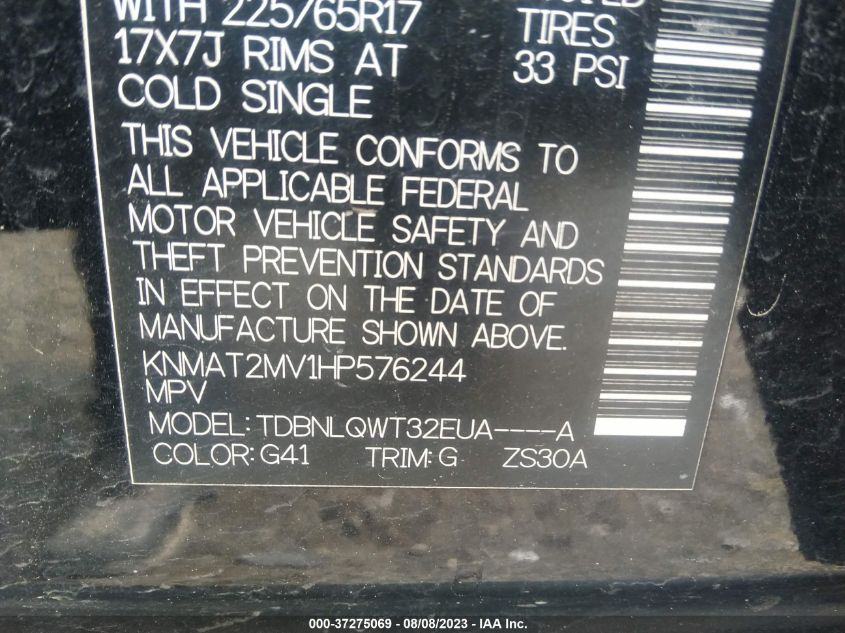 WITH 225/65R17
TIRES
17X7J RIMS AT 33 PSI
COLD SINGLE
THIS VEHICLE CONFORMS TO
ALL APPLICABLE FEDERAL
MOTOR VEHICLE SAFETY AND
THEFT PREVENTION STANDARDS
IN EFFECT ON THE DATE OF
MANUFACTURE SHOWN ABOVE.
KNMAT2MV1HP576244
MPV
MODEL: TDBNLQWT32EUA----A
COLOR: G41 TRIM: G ZS30A
000-37275069 - 08/08/2023 - IAA Inc.